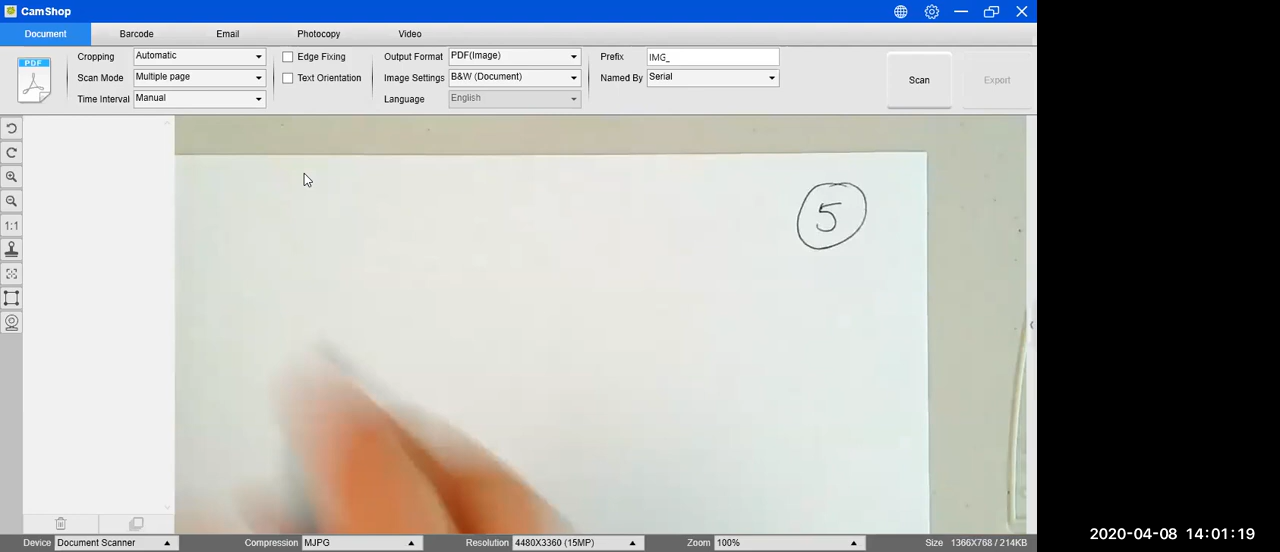 CamShop
Document Barcode Email Photocopy Video
PDF
Cropping Automatic
Scan Mode Multiple page
Time Interval Manual
Edge Fixing
Text Orientation
Output Format PDF(Image)
Image Settings B&W (Document)
Language English
Prefix IMG_
Named By Serial
Scan
Export
1:1
5
Device Document Scanner Compression MJPG Resolution 4480X3360 (15MP) Zoom 100% Size 1366X768 / 214KB
2020-04-08 14:01:19